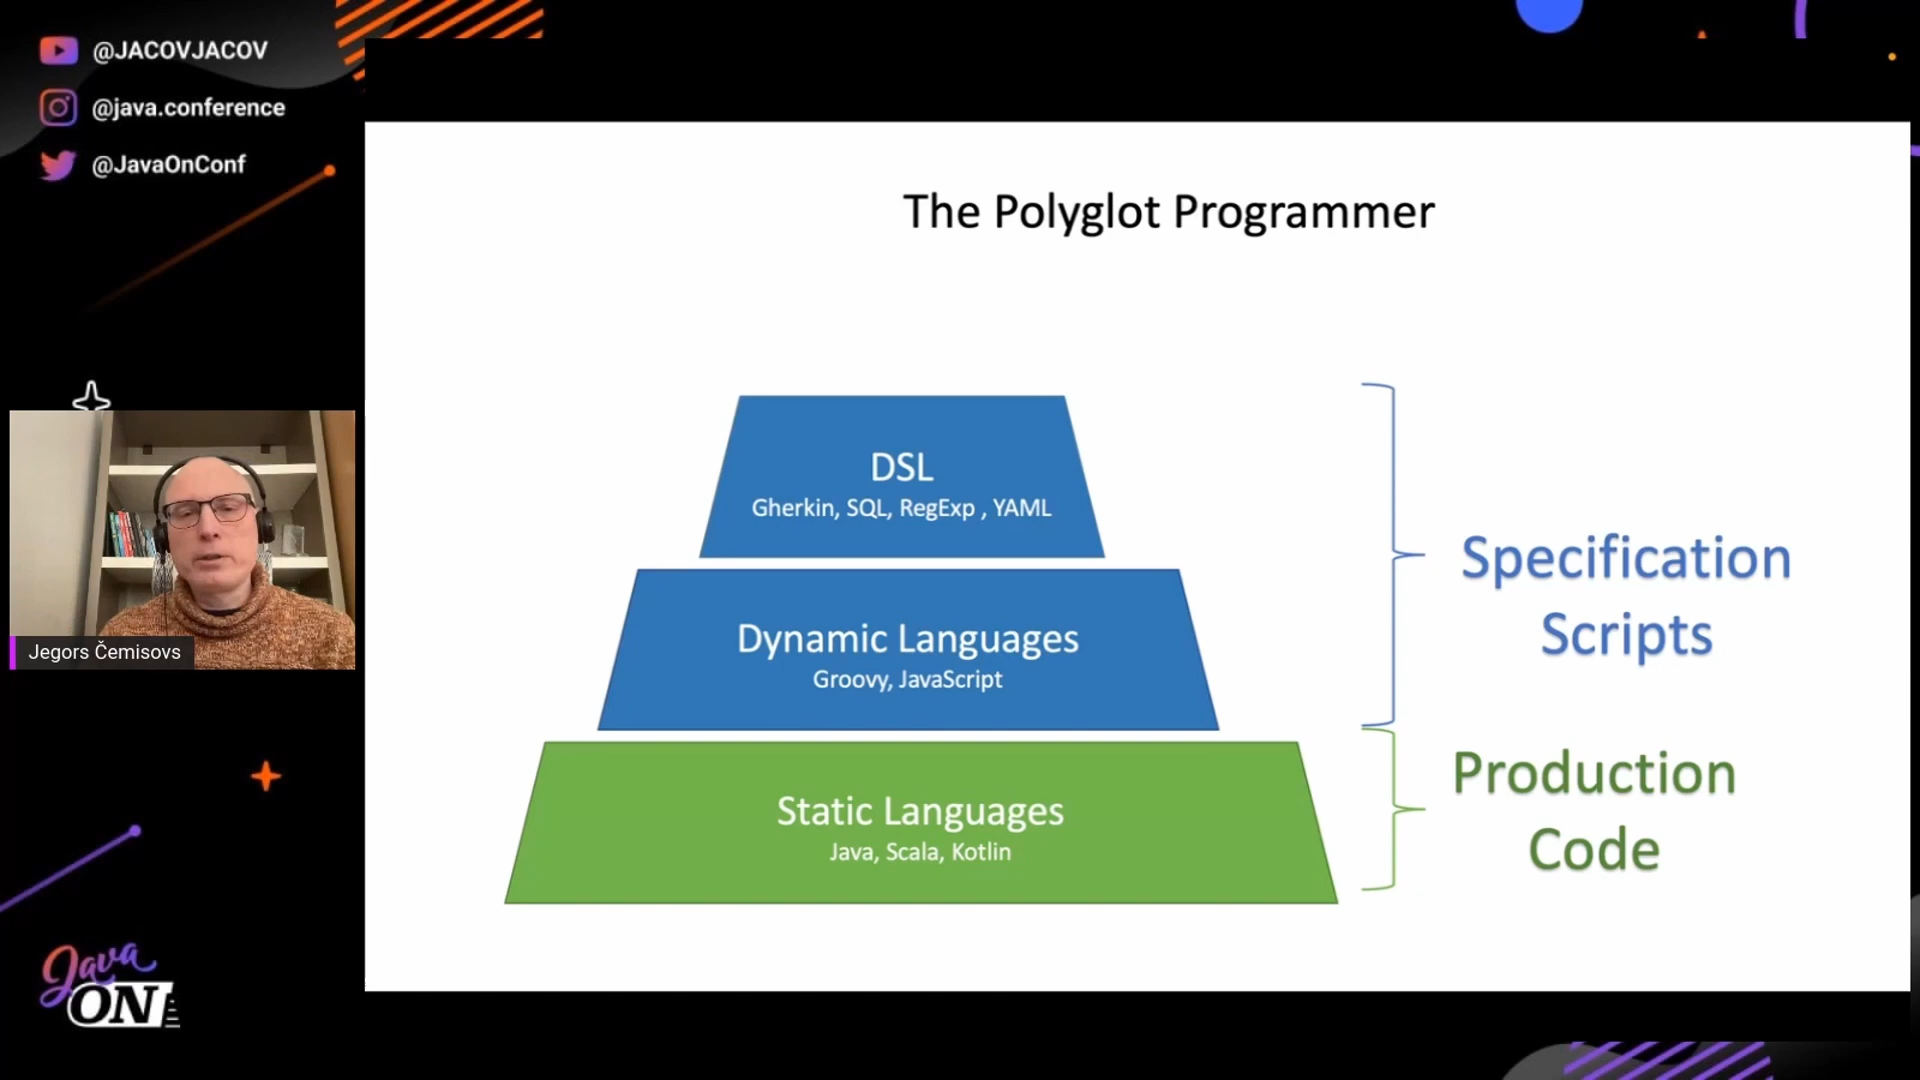 @JACOVJACOV
@java.conference
@JavaOnConf
The Polyglot Programmer
DSL
Gherkin, SQL, RegExp , YAML
Dynamic Languages
Groovy, JavaScript
Static Languages
Java, Scala, Kotlin
Specification
Scripts
Production
Code
Jegors Čemisovs
Java
ON